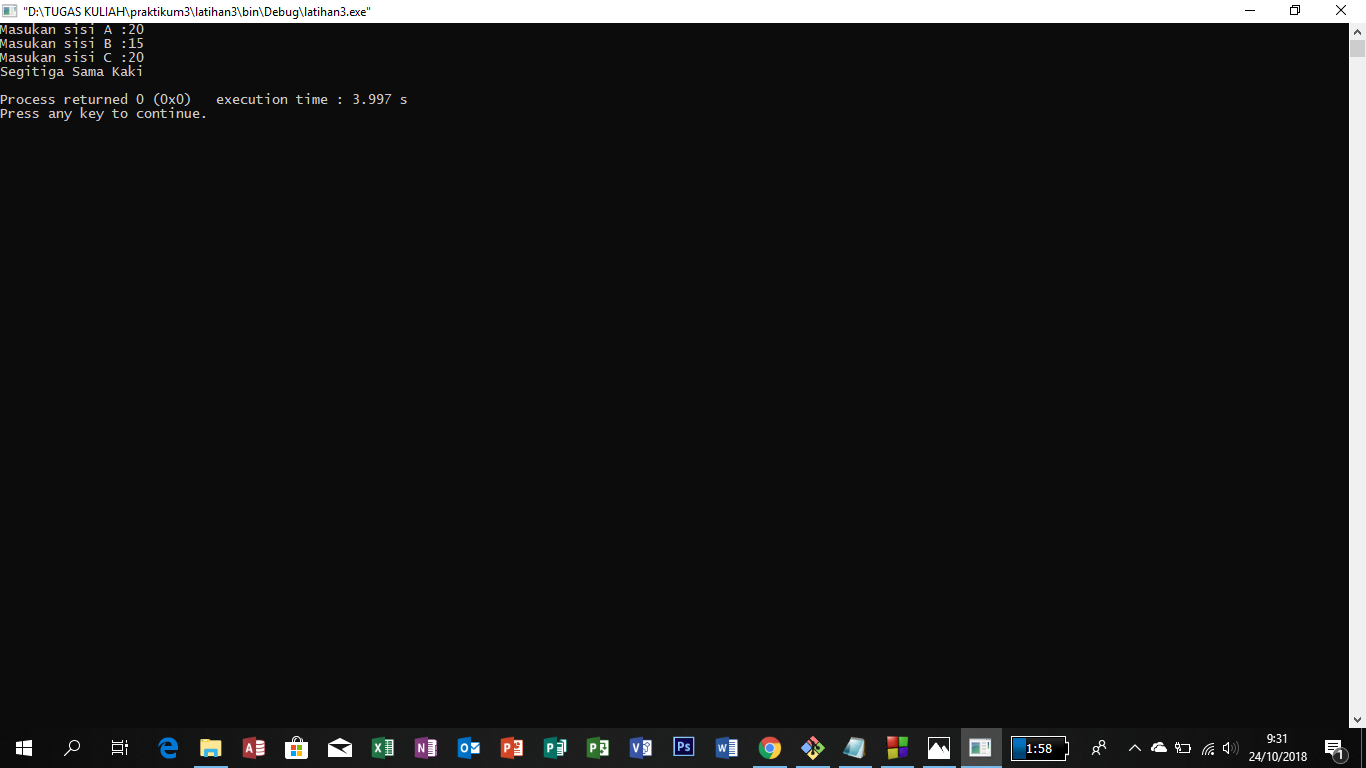 "D:\TUGAS KULIAH\praktikum3\latihan3\bin\Debug\latihan3.exe"
Masukan sisi A :20
Masukan sisi B :15
Masukan sisi C :20
Segitiga Sama Kaki
Process returned 0 (0x0)   execution time : 3.997 s
Press any key to continue.
1:58
9:31
24/10/2018
1